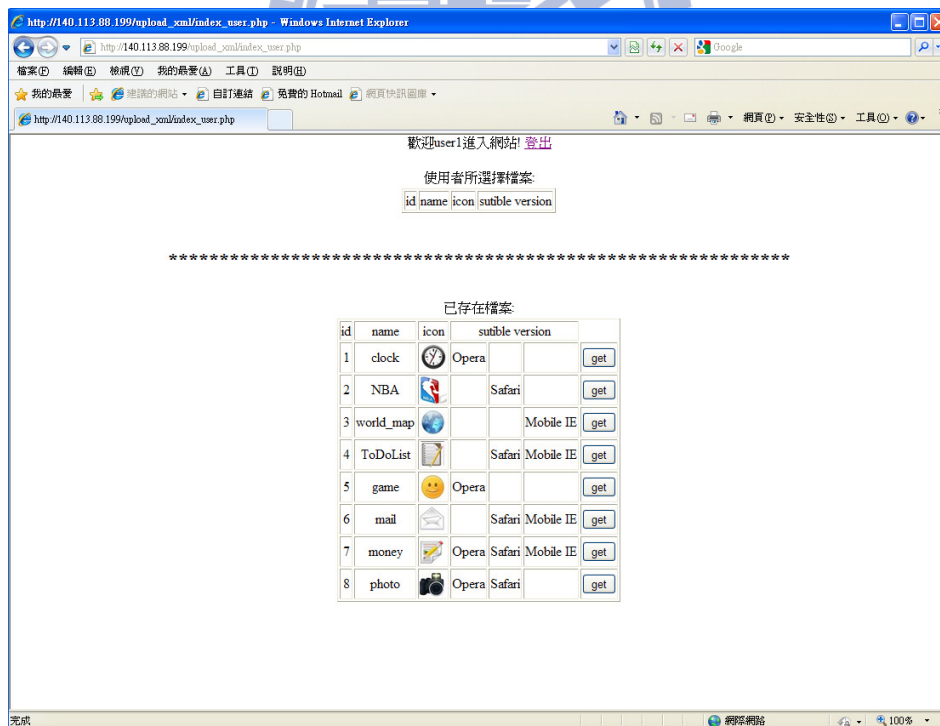 http://140.113.88.199/upload_xml/index_user.php - Windows Internet Explorer
http://140.113.88.199/upload_xml/index_user.php Google
檔案(F) 編輯(E) 檢視(V) 我的最愛(A) 工具(T) 說明(H)
我的最愛 建議的網站 自訂連結 免費的 Hotmail 網頁快訊圖庫
http://140.113.88.199/upload_xml/index_user.php 網頁(P) 安全性(S) 工具(O)
歡迎user1進入網站! 登出
使用者所選擇檔案:
id name icon sutible version
*************************************************************
已存在檔案:
id name icon sutible version
1 clock Opera get
2 NBA Safari get
3 world_map Mobile IE get
4 ToDoList Safari Mobile IE get
5 game Opera get
6 mail Safari Mobile IE get
7 money Opera Safari Mobile IE get
8 photo Opera Safari get
完成 網際網路 100%